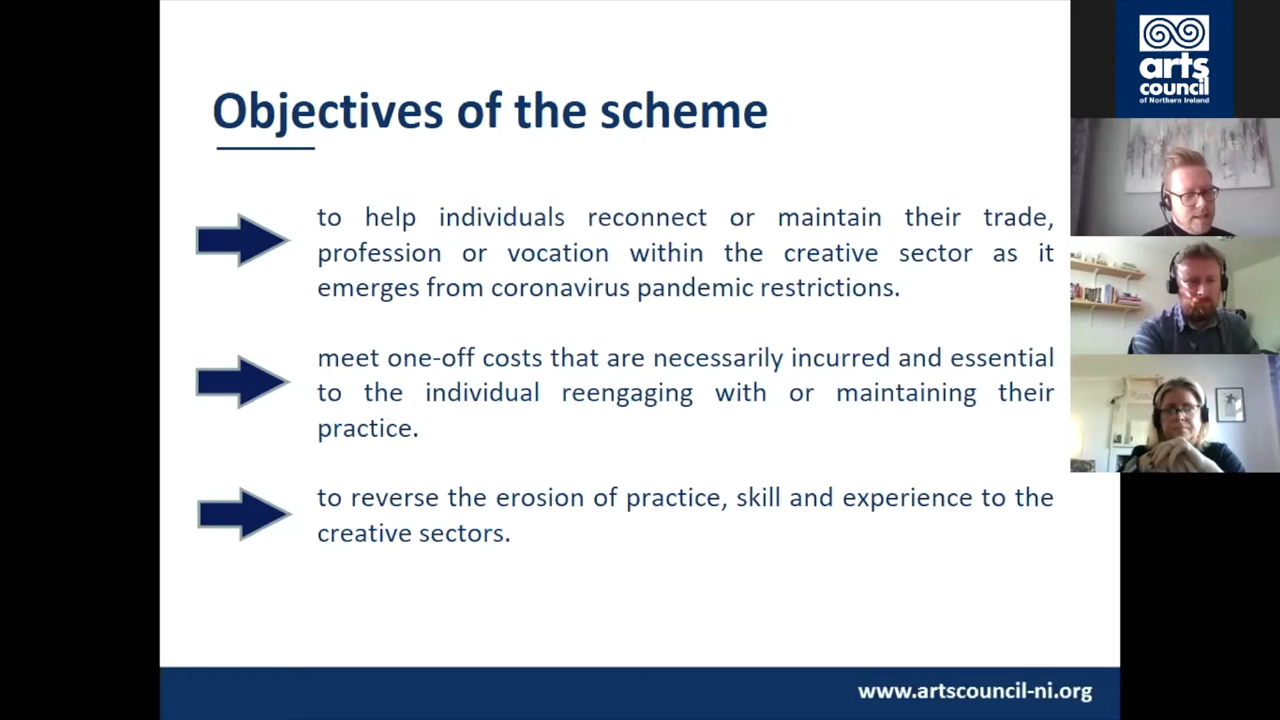 Objectives of the scheme
to help individuals reconnect or maintain their trade,
profession or vocation within the creative sector as it
emerges from coronavirus pandemic restrictions.
meet one-off costs that are necessarily incurred and essential
to the individual reengaging with or maintaining their
practice.
to reverse the erosion of practice, skill and experience to the
creative sectors.
www.artscouncil-ni.org
arts
council
of Northern Ireland